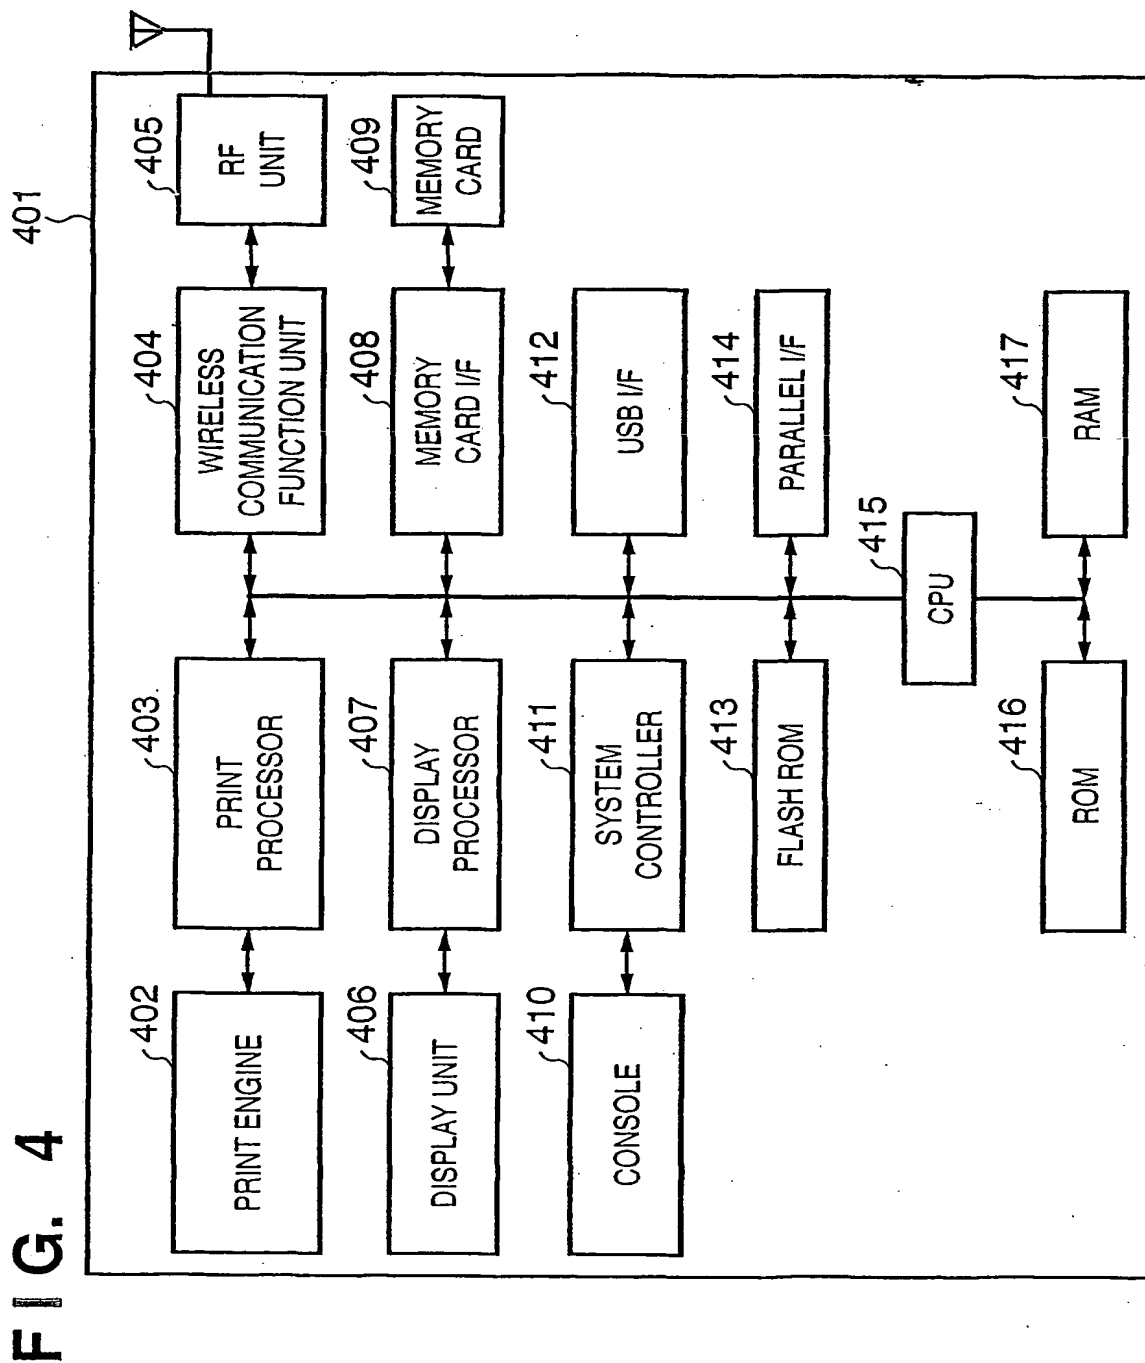 FIG. 4
401
402
PRINT ENGINE
403
PRINT
PROCESSOR
404
WIRELESS
COMMUNICATION
FUNCTION UNIT
405
RF
UNIT
406
DISPLAY UNIT
407
DISPLAY
PROCESSOR
408
MEMORY
CARD I/F
409
MEMORY
CARD
410
CONSOLE
411
SYSTEM
CONTROLLER
412
USB I/F
413
FLASH ROM
414
PARALLEL I/F
415
CPU
416
ROM
417
RAM